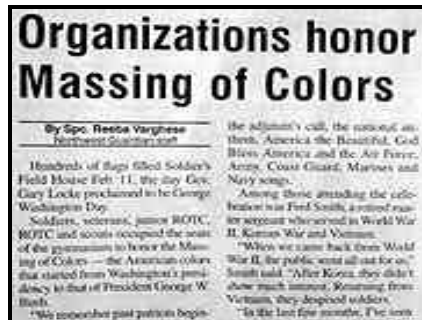 Organizations honor
Massing of Colors
By Spc. Reeba Varghese
Northwest Guardian staff
Hundreds of flags filled Soldier's
Field House Feb. 11, the day Gov.
Gary Locke proclaimed to be George
Washington Day.
Soldiers, veterans, junior ROTC,
ROTC and scouts occupied the seats
of the gymnasium to honor the Mass-
ing of Colors — the American colors
that started from Washington's presi-
dency to that of President George W.
Bush.
"We remember past patriots begin-
the adjutant's call, the national an-
them, America the Beautiful, God
Bless America and the Air Force,
Army, Coast Guard, Marines and
Navy songs.
Among those attending the cele-
bration is Fred Smith, a retired mas-
ter sergeant who served in World War
II, Korean War and Vietnam.
"When we came back from World
War II, the public went all out for us,"
Smith said. "After Korea, they didn't
show much interest. Returning from
Vietnam, they despised soldiers.
"In the last few months, I've seen